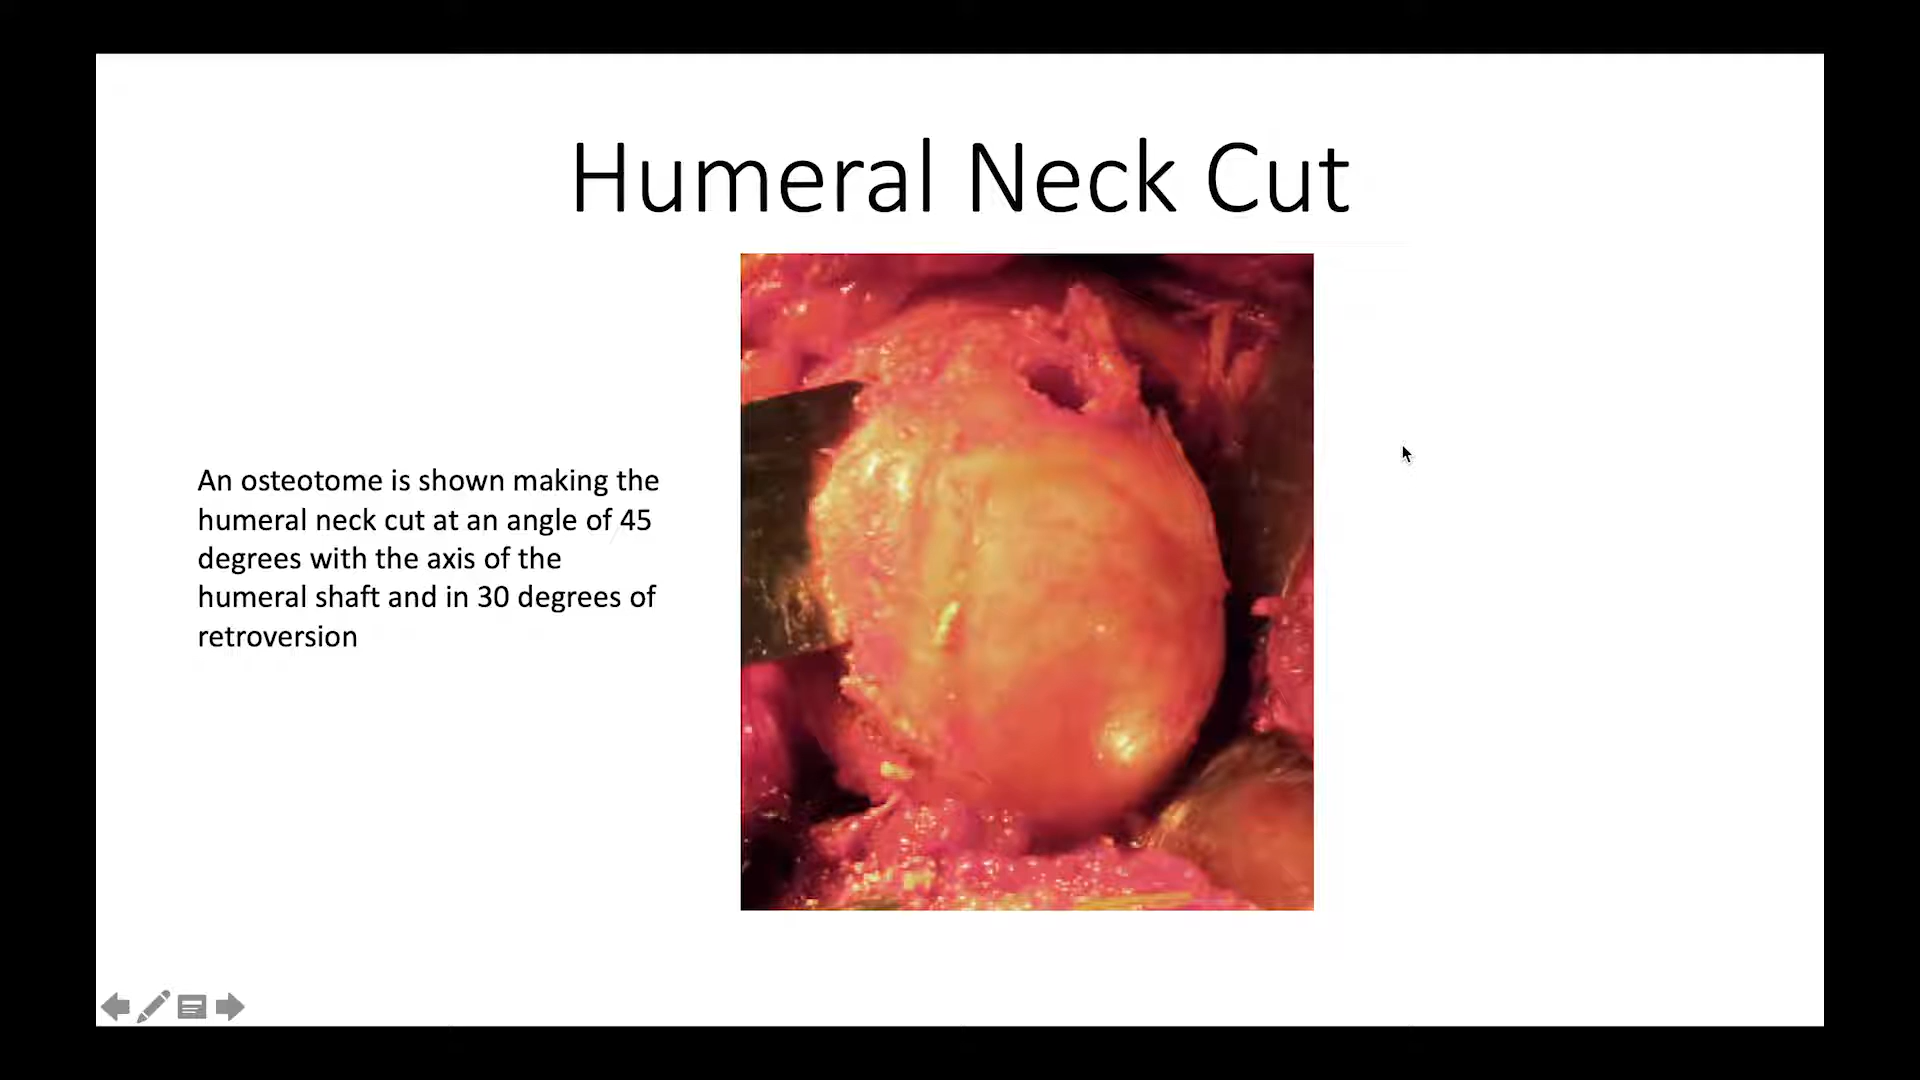 Humeral Neck Cut
An osteotome is shown making the
humeral neck cut at an angle of 45
degrees with the axis of the
humeral shaft and in 30 degrees of
retroversion